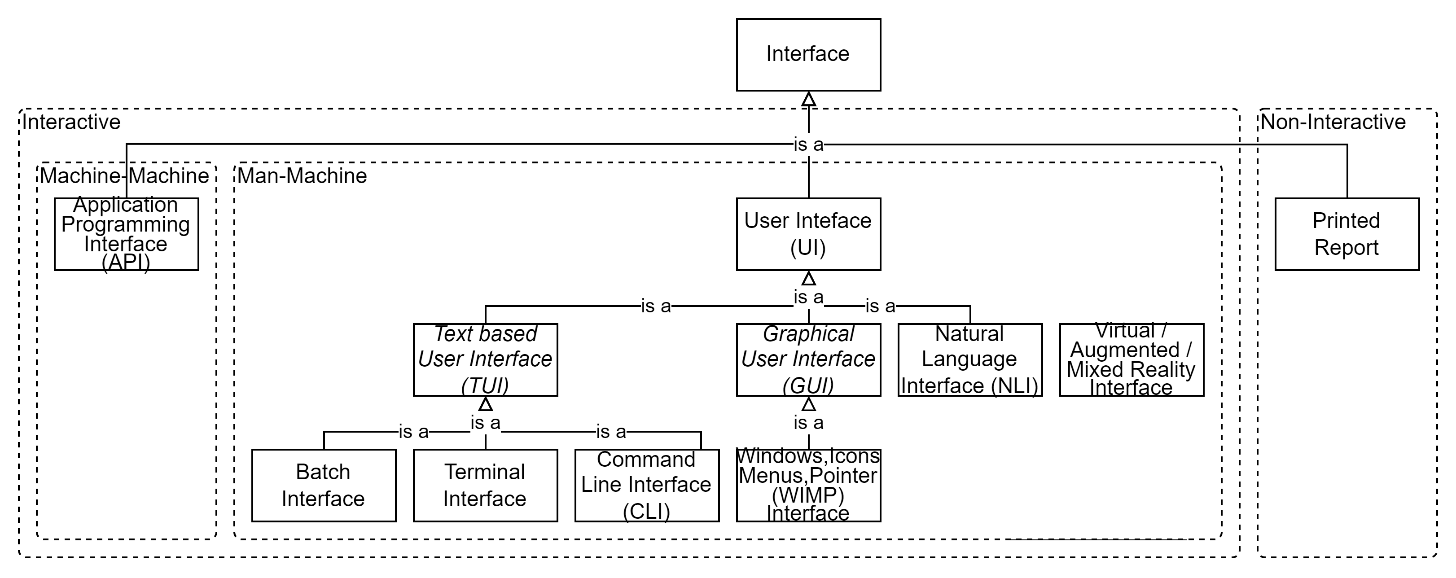 Interface
Interactive
Non-Interactive
is a
Machine-Machine
Man-Machine
Application
Programming
Interface
(API)
User Inteface
(UI)
Printed
Report
is a
is a
is a
Text based
User Interface
(TUI)
Graphical
User Interface
(GUI)
Natural
Language
Interface (NLI)
Virtual /
Augmented /
Mixed Reality
Interface
is a
is a
is a
is a
Batch
Interface
Terminal
Interface
Command
Line Interface
(CLI)
Windows,Icons
Menus,Pointer
(WIMP)
Interface